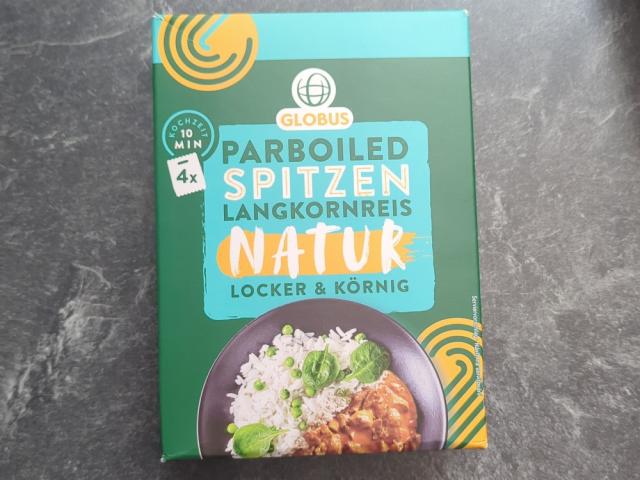 GLOBUS
KOCHZEIT
10
MIN
4x
PARBOILED
SPITZEN
LANGKORNREIS
NATUR
LOCKER & KÖRNIG